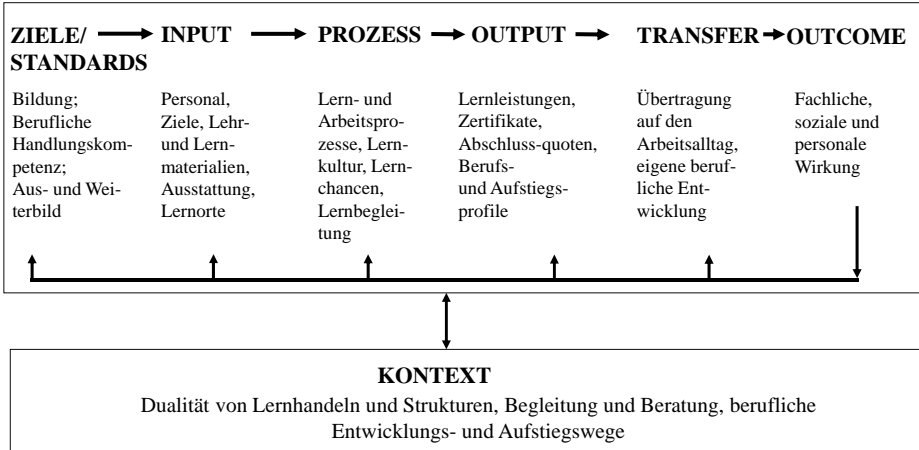 ZIELE/
STANDARDS
INPUT
PROZESS
OUTPUT
TRANSFER
OUTCOME
Bildung;
Berufliche
Handlungskom-
petenz;
Aus- und Wei-
terbild
Personal,
Ziele, Lehr-
und Lern-
materialien,
Ausstattung,
Lernorte
Lern- und
Arbeitspro-
zesse, Lern-
kultur, Lern-
chancen,
Lernbeglei-
tung
Lernleistungen,
Zertifikate,
Abschluss-quoten,
Berufs-
und Aufstiegs-
profile
Übertragung
auf den
Arbeitsalltag,
eigene beruf-
liche Ent-
wicklung
Fachliche,
soziale und
personale
Wirkung
KONTEXT
Dualität von Lernhandeln und Strukturen, Begleitung und Beratung, berufliche
Entwicklungs- und Aufstiegswege